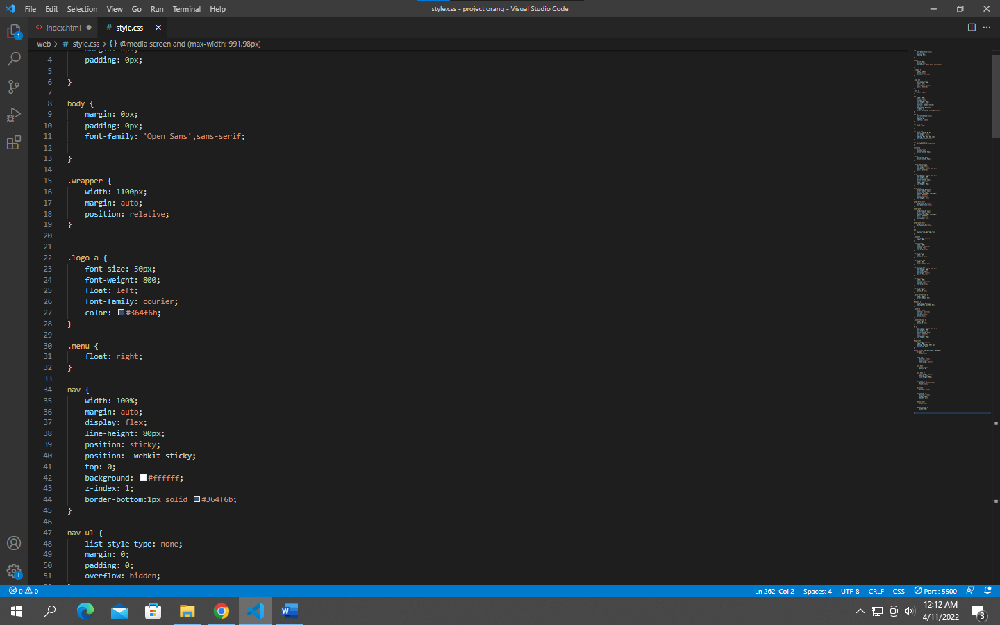 File Edit Selection View Go Run Terminal Help
style.css - project orang - Visual Studio Code
index.html style.css
web > style.css > {} @media screen and (max-width: 991.98px)
4 padding: 0px;
5
6 }
7
8 body {
9 margin: 0px;
10 padding: 0px;
11 font-family: 'Open Sans',sans-serif;
12
13 }
14
15 .wrapper {
16 width: 1100px;
17 margin: auto;
18 position: relative;
19 }
20
21
22 .logo a {
23 font-size: 50px;
24 font-weight: 800;
25 float: left;
26 font-family: courier;
27 color: #364f6b;
28 }
29
30 .menu {
31 float: right;
32 }
33
34 nav {
35 width: 100%;
36 margin: auto;
37 display: flex;
38 line-height: 80px;
39 position: sticky;
40 position: -webkit-sticky;
41 top: 0;
42 background: #ffffff;
43 z-index: 1;
44 border-bottom:1px solid #364f6b;
45 }
46
47 nav ul {
48 list-style-type: none;
49 margin: 0;
50 padding: 0;
51 overflow: hidden;
1
1
0 0
Ln 262, Col 2 Spaces: 4 UTF-8 CRLF CSS Port : 5500
12:12 AM
4/11/2022
3